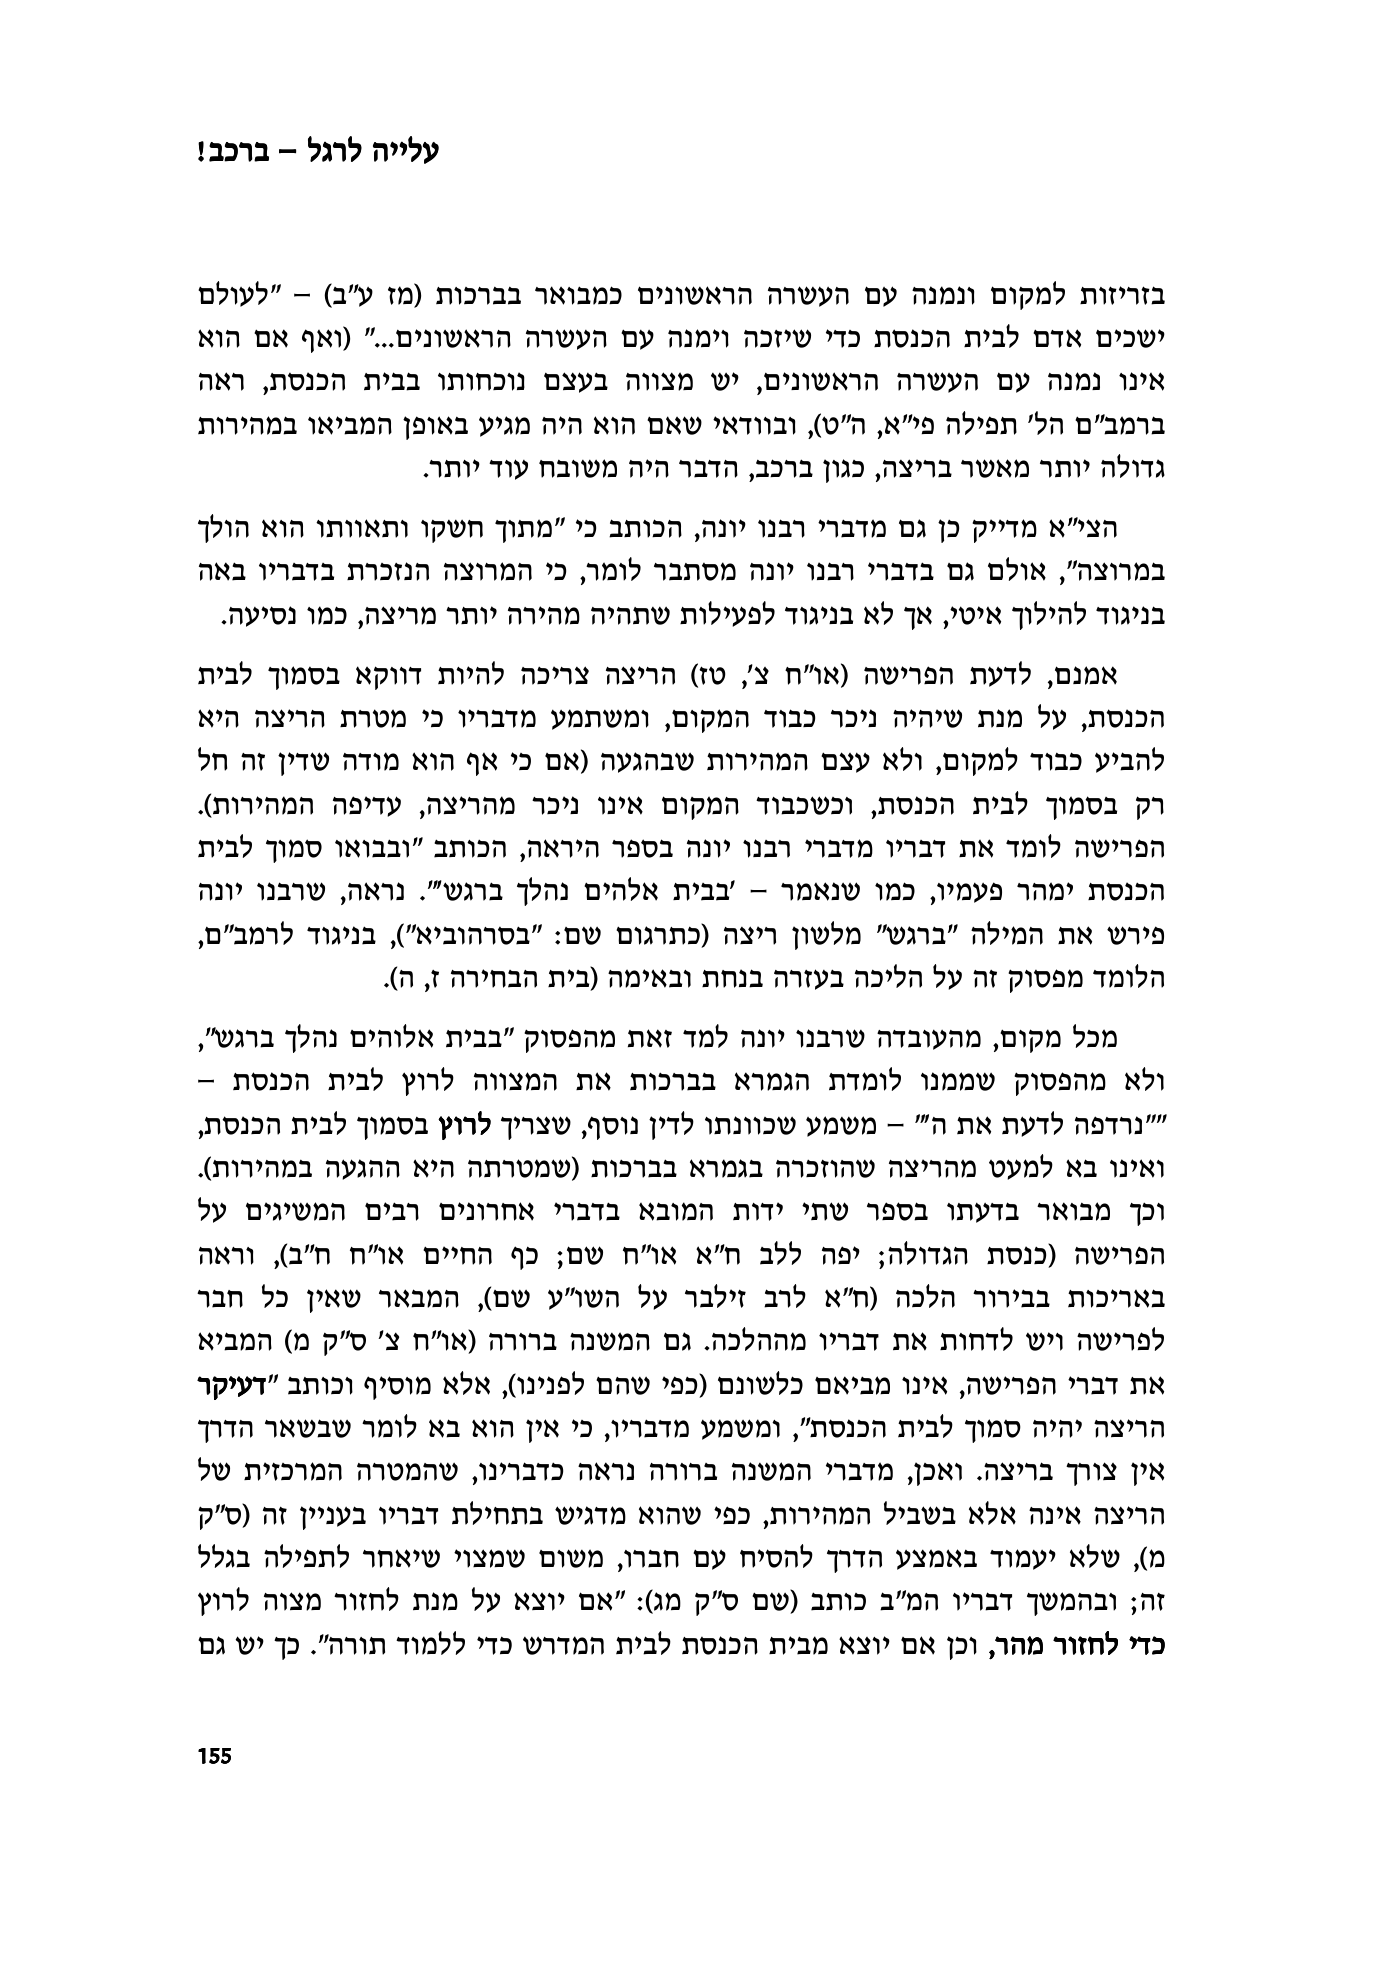 עלייה לרגל – ברכב!
בזריזות למקום ונמנה עם העשרה הראשונים כמבואר בברכות (מז ע"ב) – "לעולם
ישכים אדם לבית הכנסת כדי שיזכה וימנה עם העשרה הראשונים..." (ואף אם הוא
אינו נמנה עם העשרה הראשונים, יש מצווה בעצם נוכחותו בבית הכנסת, ראה
ברמב"ם הל' תפילה פי"א, ה"ט), ובוודאי שאם הוא היה מגיע באופן המביאו במהירות
גדולה יותר מאשר בריצה, כגון ברכב, הדבר היה משובח עוד יותר.
הצי"א מדייק כן גם מדברי רבנו יונה, הכותב כי "מתוך חשקו ותאוותו הוא הולך
במרוצה", אולם גם בדברי רבנו יונה מסתבר לומר, כי המרוצה הנזכרת בדבריו באה
בניגוד להילוך איטי, אך לא בניגוד לפעילות שתהיה מהירה יותר מריצה, כמו נסיעה.
אמנם, לדעת הפרישה (או"ח צ', טז) הריצה צריכה להיות דווקא בסמוך לבית
הכנסת, על מנת שיהיה ניכר כבוד המקום, ומשתמע מדבריו כי מטרת הריצה היא
להביע כבוד למקום, ולא עצם המהירות שבהגעה (אם כי אף הוא מודה שדין זה חל
רק בסמוך לבית הכנסת, וכשכבוד המקום אינו ניכר מהריצה, עדיפה המהירות).
הפרישה לומד את דבריו מדברי רבנו יונה בספר היראה, הכותב "ובבואו סמוך לבית
הכנסת ימהר פעמיו, כמו שנאמר – 'בבית אלהים נהלך ברגש'". נראה, שרבנו יונה
פירש את המילה "ברגש" מלשון ריצה (כתרגום שם: "בסרהוביא"), בניגוד לרמב"ם,
הלומד מפסוק זה על הליכה בעזרה בנחת ובאימה (בית הבחירה ז, ה).
מכל מקום, מהעובדה שרבנו יונה למד זאת מהפסוק "בבית אלוהים נהלך ברגש",
ולא מהפסוק שממנו לומדת הגמרא בברכות את המצווה לרוץ לבית הכנסת –
""נרדפה לדעת את ה'" – משמע שכוונתו לדין נוסף, שצריך לרוץ בסמוך לבית הכנסת,
ואינו בא למעט מהריצה שהוזכרה בגמרא בברכות (שמטרתה היא ההגעה במהירות).
וכך מבואר בדעתו בספר שתי ידות המובא בדברי אחרונים רבים המשיגים על
הפרישה (כנסת הגדולה; יפה ללב ח"א או"ח שם; כף החיים או"ח ח"ב), וראה
באריכות בבירור הלכה (ח"א לרב זילבר על השו"ע שם), המבאר שאין כל חבר
לפרישה ויש לדחות את דבריו מההלכה. גם המשנה ברורה (או"ח צ' ס"ק מ) המביא
את דברי הפרישה, אינו מביאם כלשונם (כפי שהם לפנינו), אלא מוסיף וכותב "דעיקר
הריצה יהיה סמוך לבית הכנסת", ומשמע מדבריו, כי אין הוא בא לומר שבשאר הדרך
אין צורך בריצה. ואכן, מדברי המשנה ברורה נראה כדברינו, שהמטרה המרכזית של
הריצה אינה אלא בשביל המהירות, כפי שהוא מדגיש בתחילת דבריו בעניין זה (ס"ק
מ), שלא יעמוד באמצע הדרך להסיח עם חברו, משום שמצוי שיאחר לתפילה בגלל
זה; ובהמשך דבריו המ"ב כותב (שם ס"ק מג): "אם יוצא על מנת לחזור מצוה לרוץ
כדי לחזור מהר, וכן אם יוצא מבית הכנסת לבית המדרש כדי ללמוד תורה". כך יש גם
155